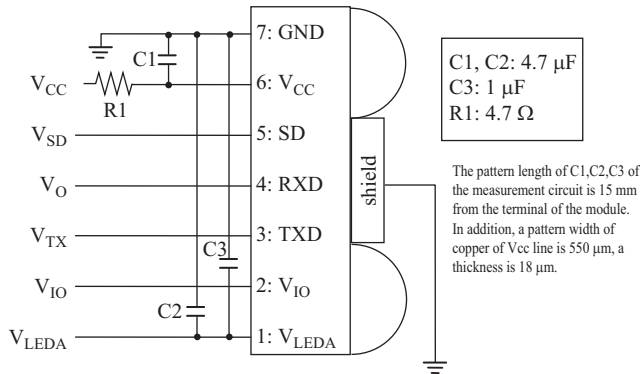 7: GND
C1
V_CC
R1
6: V_CC
V_SD
5: SD
V_O
4: RXD
V_TX
3: TXD
C3
V_IO
2: V_IO
C2
V_LEDA
1: V_LEDA
shield
C1, C2: 4.7 μF
C3: 1 μF
R1: 4.7 Ω
The pattern length of C1,C2,C3 of
the measurement circuit is 15 mm
from the terminal of the module.
In addition, a pattern width of
copper of Vcc line is 550 μm, a
thickness is 18 μm.